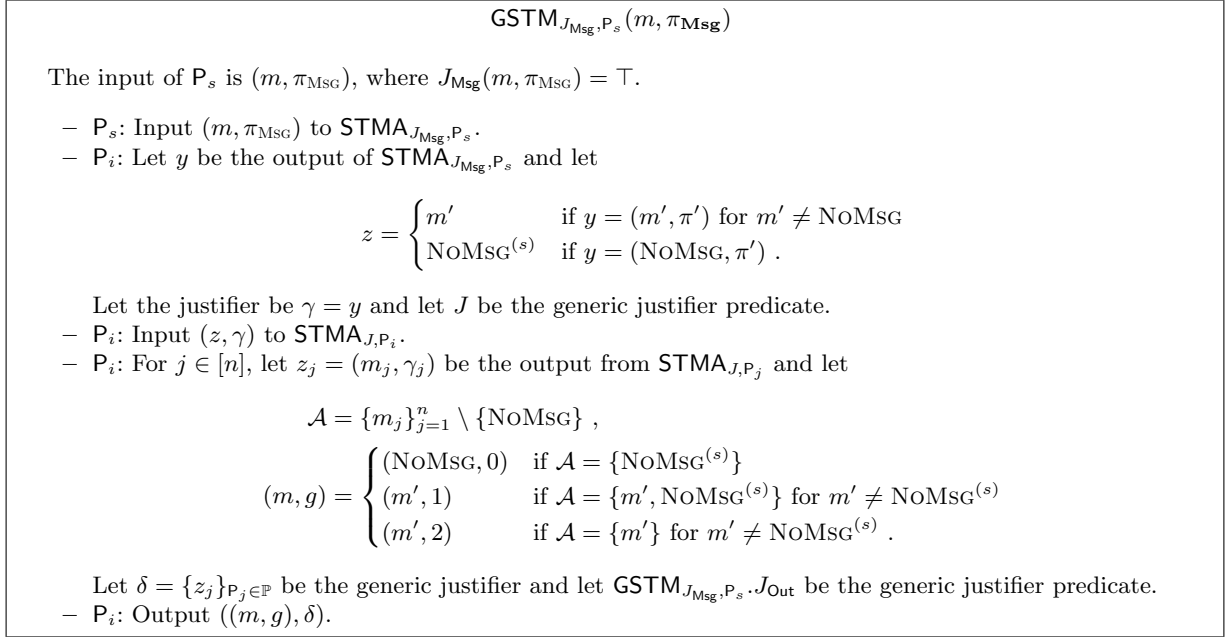 GSTM_{J_Msg,P_s}(m, π_Msg)
The input of P_s is (m, π_Msg), where J_Msg(m, π_Msg) = ⊤.
– P_s: Input (m, π_Msg) to STMA_{J_Msg,P_s}.
– P_i: Let y be the output of STMA_{J_Msg,P_s} and let
z = { m′ if y = (m′, π′) for m′ ≠ NoMsg
NoMsg^{(s)} if y = (NoMsg, π′) .
Let the justifier be γ = y and let J be the generic justifier predicate.
– P_i: Input (z, γ) to STMA_{J,P_i}.
– P_i: For j ∈ [n], let z_j = (m_j, γ_j) be the output from STMA_{J,P_j} and let
𝒜 = {m_j}_{j=1}^n \ {NoMsg} ,
(m, g) = { (NoMsg, 0) if 𝒜 = {NoMsg^{(s)}}
(m′, 1) if 𝒜 = {m′, NoMsg^{(s)}} for m′ ≠ NoMsg^{(s)}
(m′, 2) if 𝒜 = {m′} for m′ ≠ NoMsg^{(s)} .
Let δ = {z_j}_{P_j∈ℙ} be the generic justifier and let GSTM_{J_Msg,P_s}.J_Out be the generic justifier predicate.
– P_i: Output ((m, g), δ).